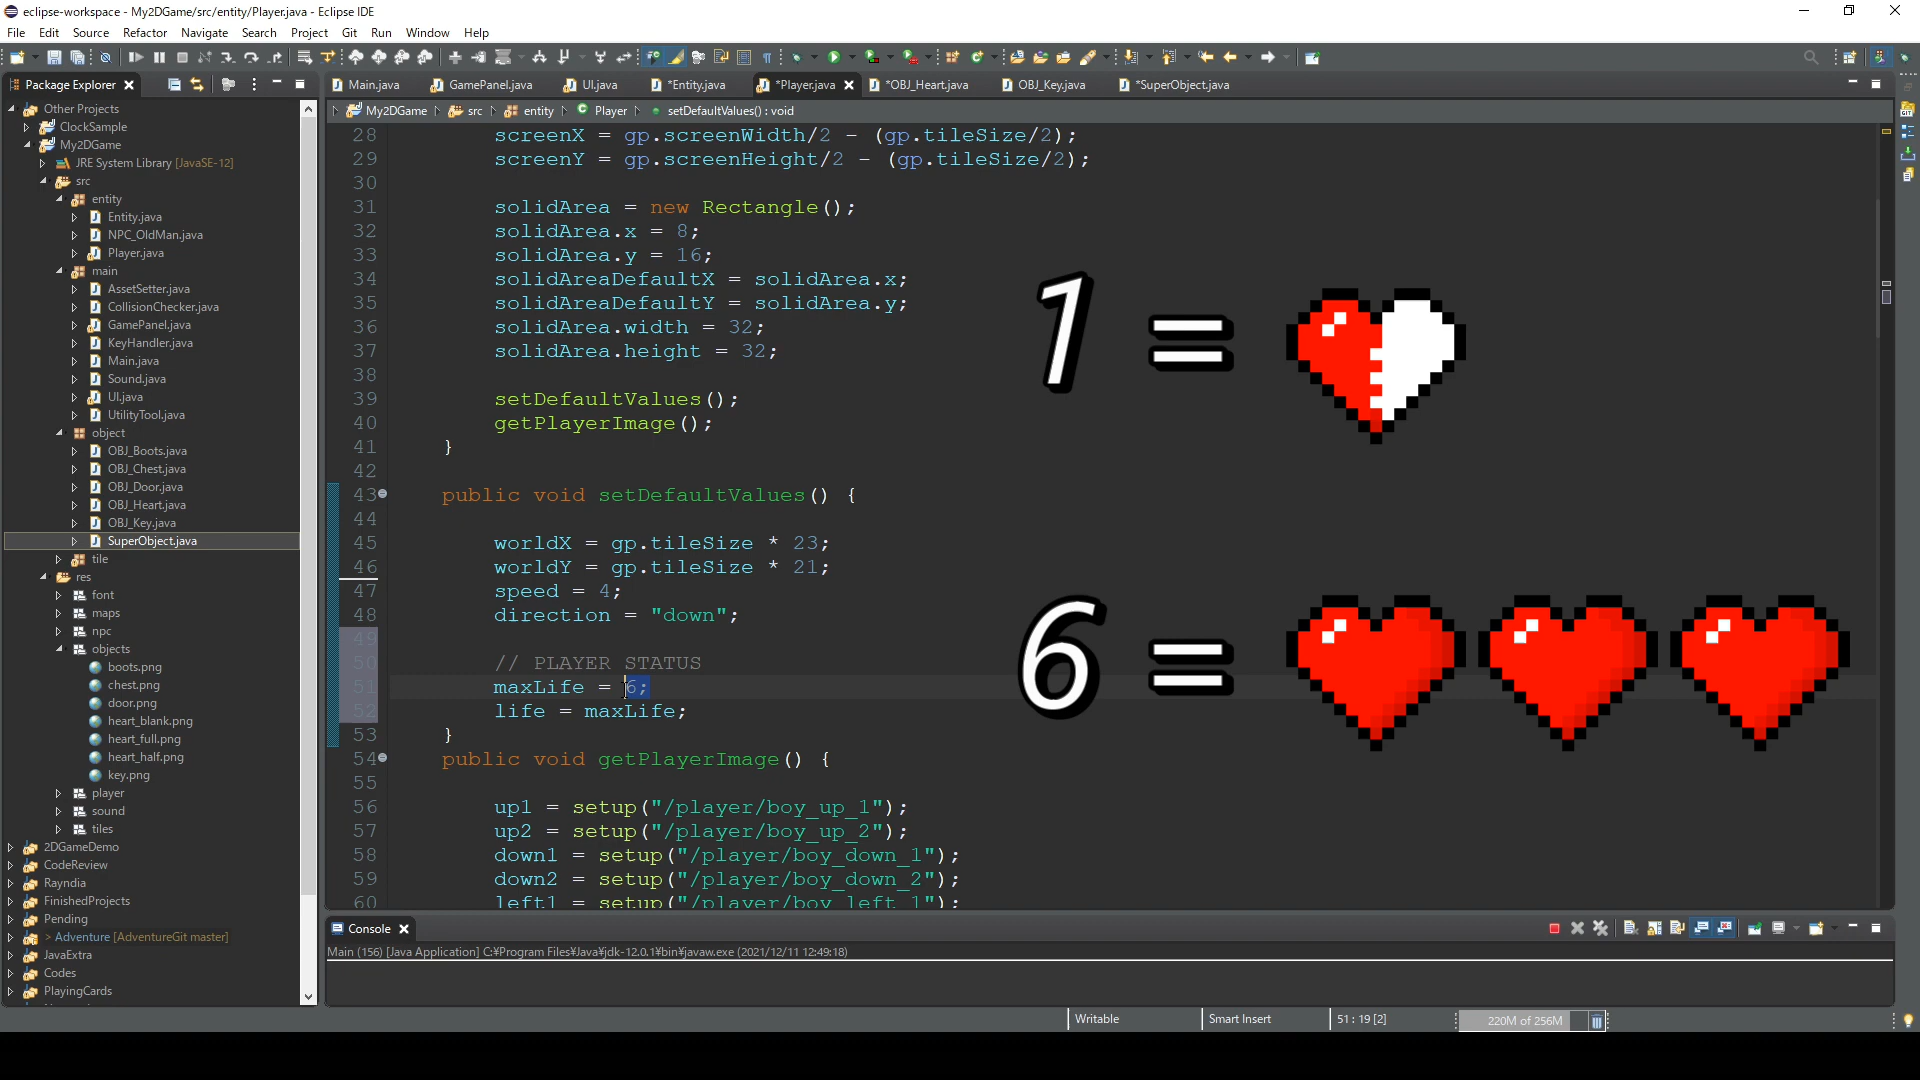 eclipse-workspace - My2DGame/src/entity/Player.java - Eclipse IDE
File Edit Source Refactor Navigate Search Project Git Run Window Help
Package Explorer
Main.java GamePanel.java UI.java *Entity.java *Player.java *OBJ_Heart.java OBJ_Key.java *SuperObject.java
My2DGame src entity Player setDefaultValues() : void
Other Projects
ClockSample
My2DGame
JRE System Library [JavaSE-12]
src
entity
Entity.java
NPC_OldMan.java
Player.java
main
AssetSetter.java
CollisionChecker.java
GamePanel.java
KeyHandler.java
Main.java
Sound.java
UI.java
UtilityTool.java
object
OBJ_Boots.java
OBJ_Chest.java
OBJ_Door.java
OBJ_Heart.java
OBJ_Key.java
SuperObject.java
tile
res
font
maps
npc
objects
boots.png
chest.png
door.png
heart_blank.png
heart_full.png
heart_half.png
key.png
player
sound
tiles
2DGameDemo
CodeReview
Rayndia
FinishedProjects
Pending
> Adventure [AdventureGit master]
JavaExtra
Codes
PlayingCards
28 screenX = gp.screenWidth/2 - (gp.tileSize/2);
29 screenY = gp.screenHeight/2 - (gp.tileSize/2);
30
31 solidArea = new Rectangle();
32 solidArea.x = 8;
33 solidArea.y = 16;
34 solidAreaDefaultX = solidArea.x;
35 solidAreaDefaultY = solidArea.y;
36 solidArea.width = 32;
37 solidArea.height = 32;
38
39 setDefaultValues();
40 getPlayerImage();
41 }
42
43 public void setDefaultValues() {
44
45 worldX = gp.tileSize * 23;
46 worldY = gp.tileSize * 21;
47 speed = 4;
48 direction = "down";
49
50 // PLAYER STATUS
51 maxLife = 6;
52 life = maxLife;
53 }
54 public void getPlayerImage() {
55
56 up1 = setup("/player/boy_up_1");
57 up2 = setup("/player/boy_up_2");
58 down1 = setup("/player/boy_down_1");
59 down2 = setup("/player/boy_down_2");
60 left1 = setup("/player/boy_left_1");
1 =
6 =
Console
Main (156) [Java Application] C:¥Program Files¥Java¥jdk-12.0.1¥bin¥javaw.exe (2021/12/11 12:49:18)
Writable Smart Insert 51 : 19 [2] 220M of 256M